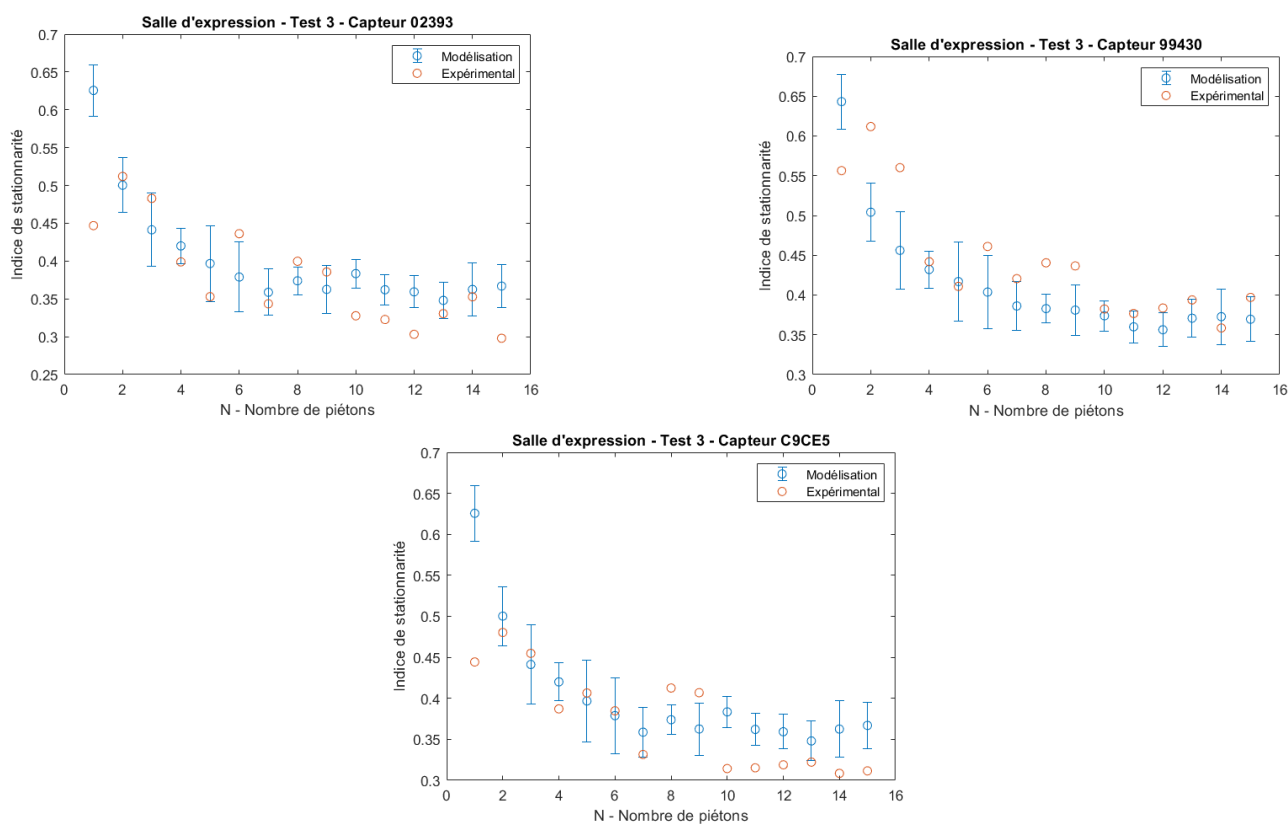 Salle d'expression - Test 3 - Capteur 02393
0.7
0.65
0.6
0.55
0.5
0.45
0.4
0.35
0.3
0.25
Indice de stationnarité
Modélisation
Expérimental
0 2 4 6 8 10 12 14 16
N - Nombre de piétons
Salle d'expression - Test 3 - Capteur 99430
0.7
0.65
0.6
0.55
0.5
0.45
0.4
0.35
0.3
Indice de stationnarité
Modélisation
Expérimental
0 2 4 6 8 10 12 14 16
N - Nombre de piétons
Salle d'expression - Test 3 - Capteur C9CE5
0.7
0.65
0.6
0.55
0.5
0.45
0.4
0.35
0.3
Indice de stationnarité
Modélisation
Expérimental
0 2 4 6 8 10 12 14 16
N - Nombre de piétons